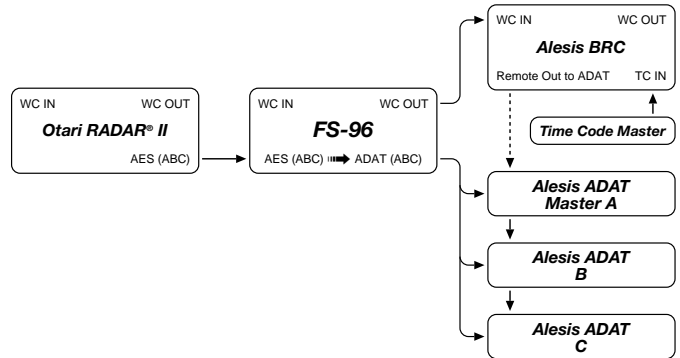 WC IN WC OUT
Otari RADAR® II
AES (ABC)
WC IN WC OUT
FS-96
AES (ABC) ADAT (ABC)
WC IN WC OUT
Alesis BRC
Remote Out to ADAT TC IN
Time Code Master
Alesis ADAT
Master A
Alesis ADAT
B
Alesis ADAT
C